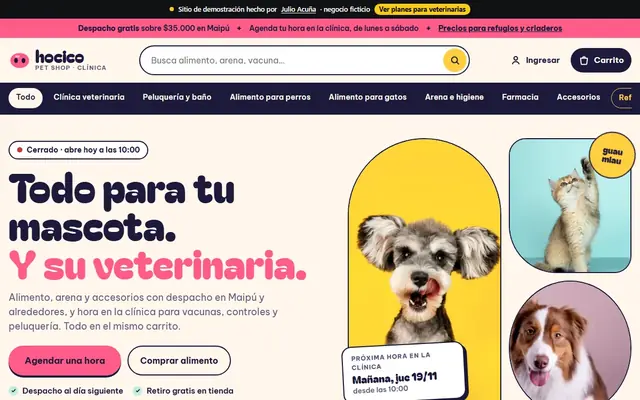 Sitio de demostración hecho por Julio Acuña · negocio ficticio Ver planes para veterinarias
Despacho gratis sobre $35.000 en Maipú ✦ Agenda tu hora en la clínica, de lunes a sábado ✦ Precios para refugios y criaderos
hocico
PET SHOP · CLÍNICA
Busca alimento, arena, vacuna...
Ingresar
Carrito
Todo Clínica veterinaria Peluquería y baño Alimento para perros Alimento para gatos Arena e higiene Farmacia Accesorios Ref
Cerrado · abre hoy a las 10:00
guau
miau
Todo para tu
mascota.
Y su veterinaria.
Alimento, arena y accesorios con despacho en Maipú y
alrededores, y hora en la clínica para vacunas, controles y
peluquería. Todo en el mismo carrito.
Agendar una hora
Comprar alimento
Despacho al día siguiente
Retiro gratis en tienda
PRÓXIMA HORA EN LA
CLÍNICA
Mañana, jue 19/11
desde las 10:00